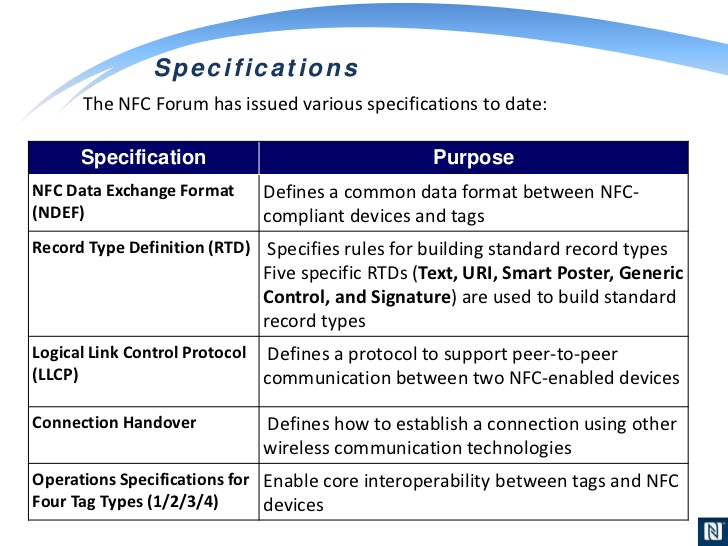 Specifications
The NFC Forum has issued various specifications to date:
Specification
Purpose
NFC Data Exchange Format
(NDEF)
Defines a common data format between NFC-
compliant devices and tags
Record Type Definition (RTD)
Specifies rules for building standard record types
Five specific RTDs (Text, URI, Smart Poster, Generic
Control, and Signature) are used to build standard
record types
Logical Link Control Protocol
(LLCP)
Defines a protocol to support peer-to-peer
communication between two NFC-enabled devices
Connection Handover
Defines how to establish a connection using other
wireless communication technologies
Operations Specifications for
Four Tag Types (1/2/3/4)
Enable core interoperability between tags and NFC
devices